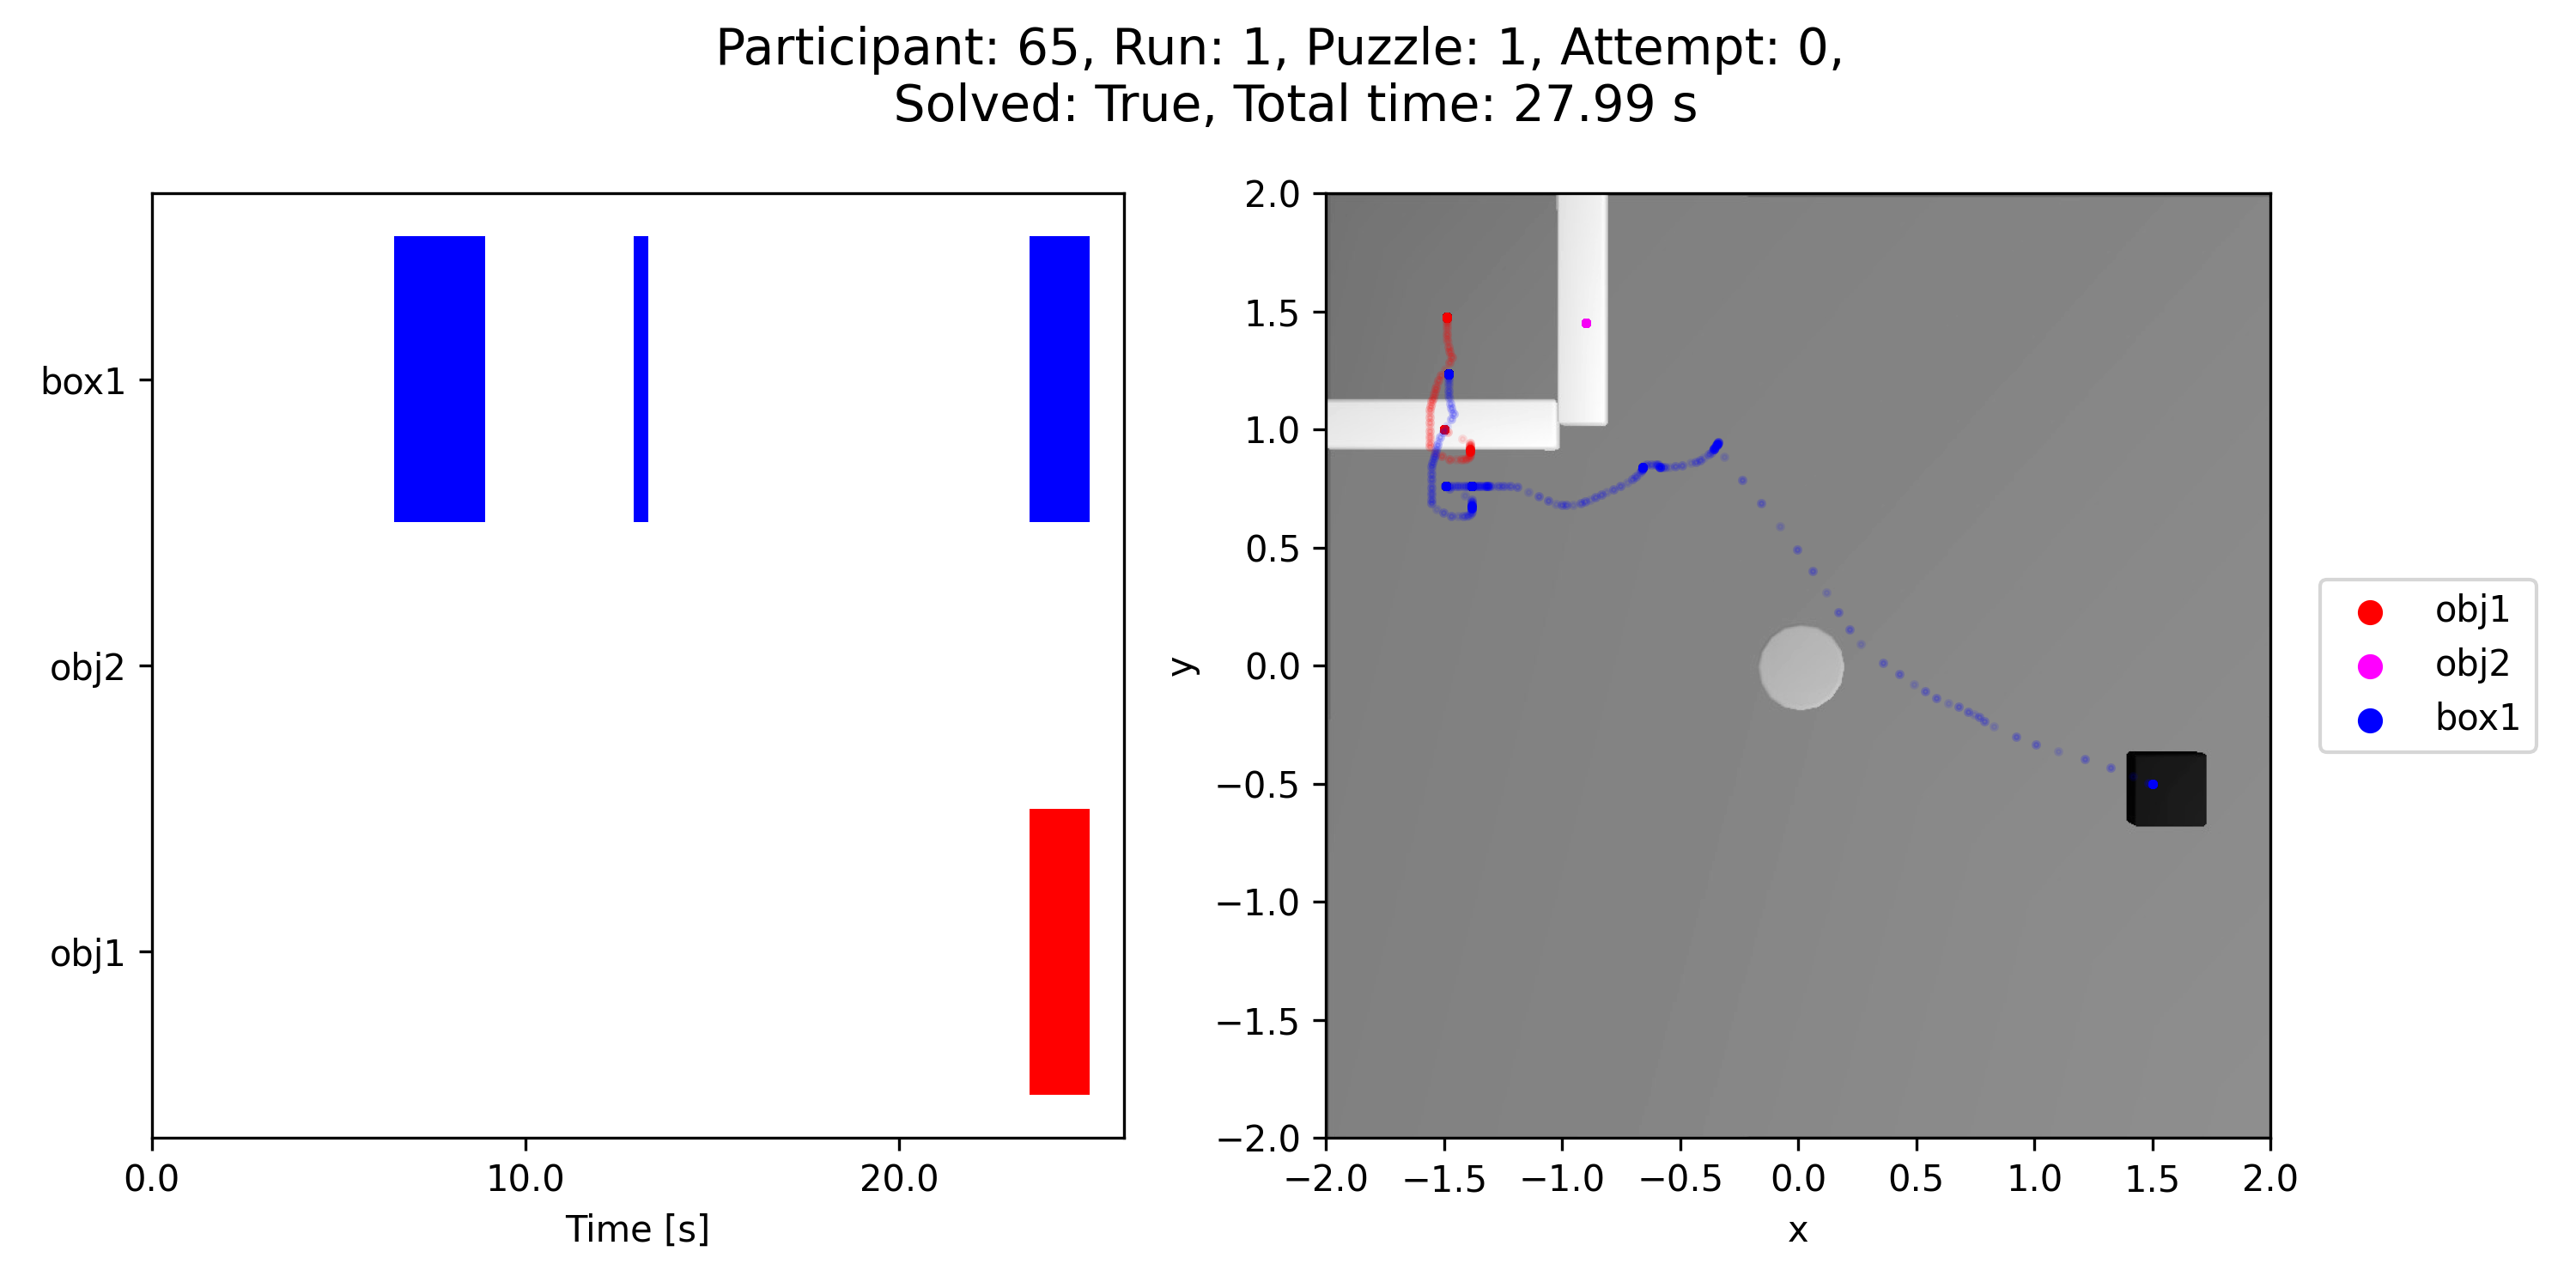 Participant: 65, Run: 1, Puzzle: 1, Attempt: 0,
Solved: True, Total time: 27.99 s
box1
obj2
obj1
0.0 10.0 20.0
Time [s]
2.0
1.5
1.0
0.5
0.0
−0.5
−1.0
−1.5
−2.0
y
−2.0 −1.5 −1.0 −0.5 0.0 0.5 1.0 1.5 2.0
x
obj1
obj2
box1